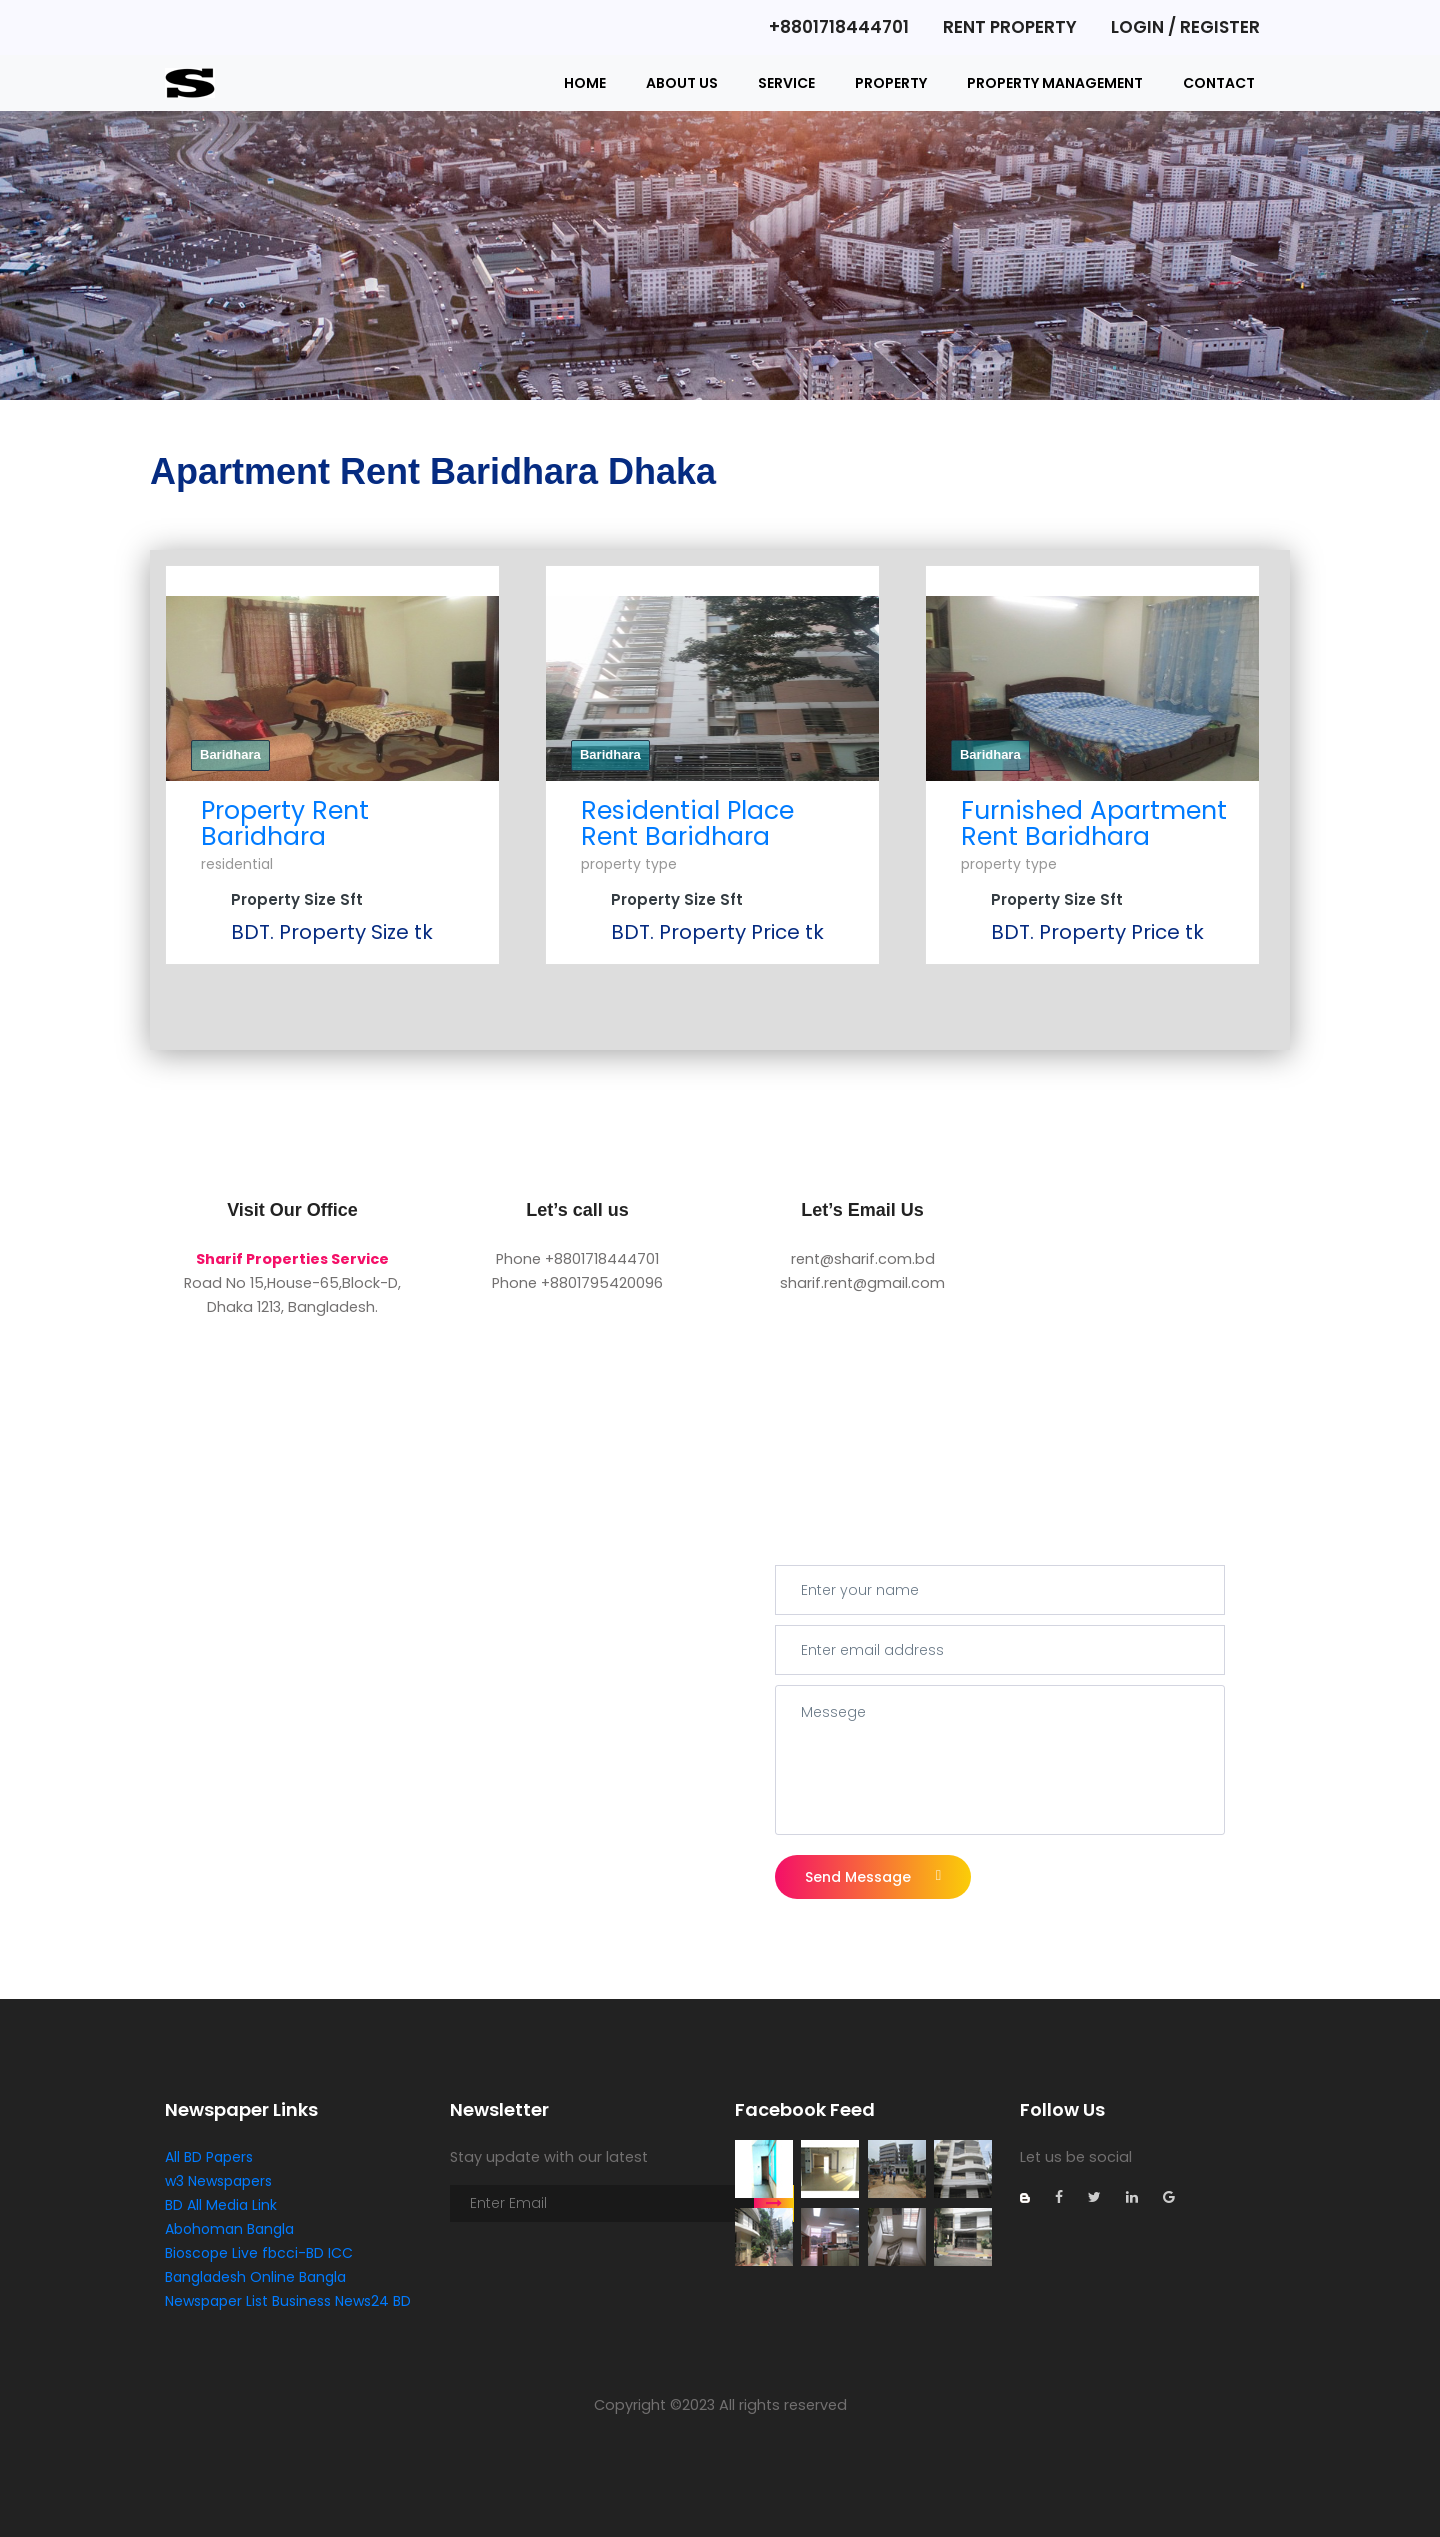 +8801718444701 RENT PROPERTY LOGIN / REGISTER
S HOME ABOUT US SERVICE PROPERTY PROPERTY MANAGEMENT CONTACT
Apartment Rent Baridhara Dhaka
Baridhara
Property Rent
Baridhara
residential
Property Size Sft
BDT. Property Size tk
Baridhara
Residential Place
Rent Baridhara
property type
Property Size Sft
BDT. Property Price tk
Baridhara
Furnished Apartment
Rent Baridhara
property type
Property Size Sft
BDT. Property Price tk
Visit Our Office
Sharif Properties Service
Road No 15,House-65,Block-D,
Dhaka 1213, Bangladesh.
Let’s call us
Phone +8801718444701
Phone +8801795420096
Let’s Email Us
rent@sharif.com.bd
sharif.rent@gmail.com
Enter your name
Enter email address
Messege
Send Message
Newspaper Links
All BD Papers
w3 Newspapers
BD All Media Link
Abohoman Bangla
Bioscope Live fbcci-BD ICC
Bangladesh Online Bangla
Newspaper List Business News24 BD
Newsletter
Stay update with our latest
Enter Email
Facebook Feed
Follow Us
Let us be social
Copyright ©2023 All rights reserved